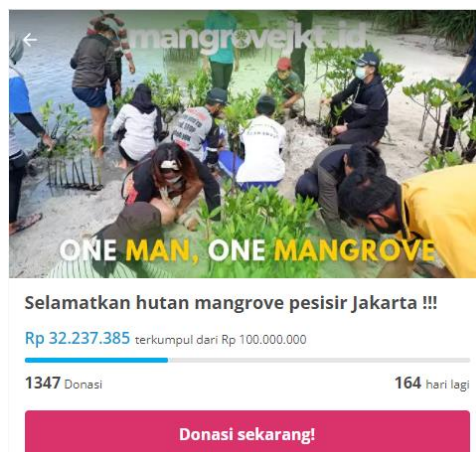 mangrovejkt.id
ONE MAN, ONE MANGROVE
Selamatkan hutan mangrove pesisir Jakarta !!!
Rp 32.237.385 terkumpul dari Rp 100.000.000
1347 Donasi 164 hari lagi
Donasi sekarang!